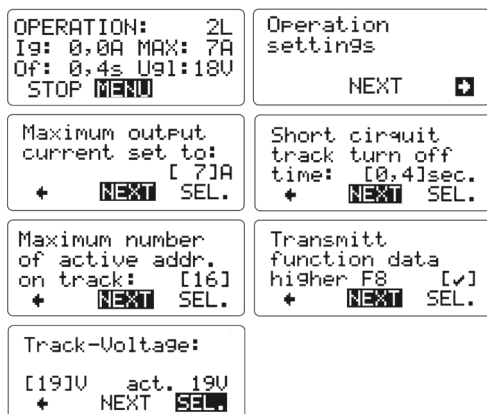 OPERATION: 2L
Ig: 0,0A MAX: 7A
Of: 0,4s Ugl:18V
STOP MENU
Operation
settings
NEXT
Maximum output
current set to:
[ 7]A
← NEXT SEL.
Short cirquit
track turn off
time: [0,4]sec.
← NEXT SEL.
Maximum number
of active addr.
on track: [16]
← NEXT SEL.
Transmitt
function data
higher F8 [✓]
← NEXT SEL.
Track-Voltage:
[19]V act. 19V
← NEXT SEL.